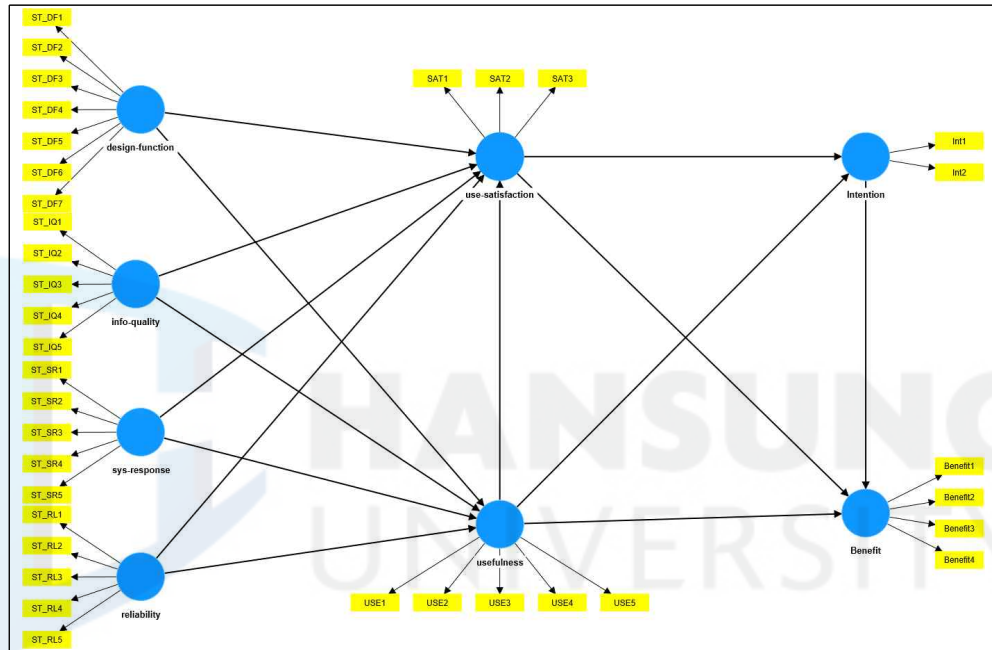 ST_DF1
ST_DF2
ST_DF3
ST_DF4
ST_DF5
ST_DF6
ST_DF7
design-function
ST_IQ1
ST_IQ2
ST_IQ3
ST_IQ4
ST_IQ5
info-quality
ST_SR1
ST_SR2
ST_SR3
ST_SR4
ST_SR5
sys-response
ST_RL1
ST_RL2
ST_RL3
ST_RL4
ST_RL5
reliability
SAT1 SAT2 SAT3
use-satisfaction
usefulness
USE1 USE2 USE3 USE4 USE5
Int1
Int2
Intention
Benefit1
Benefit2
Benefit3
Benefit4
Benefit
HANSUNG
UNIVERSITY